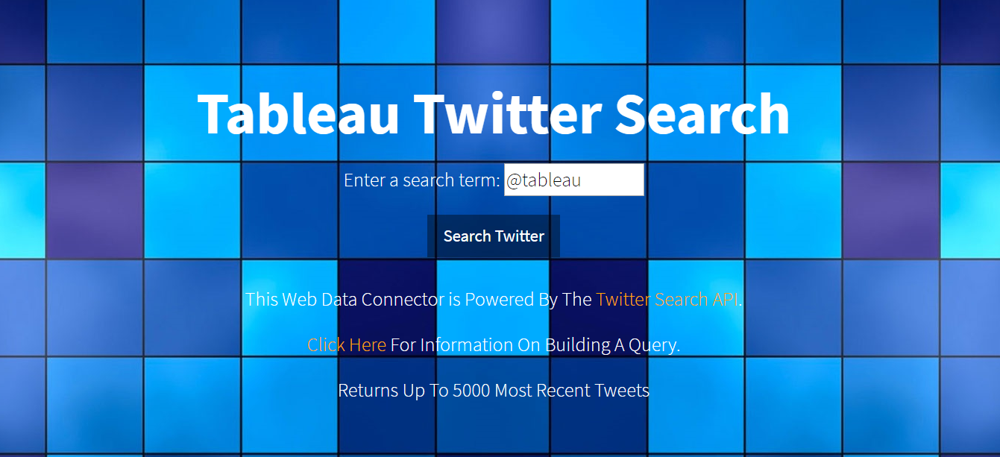 Tableau Twitter Search
Enter a search term: @tableau
Search Twitter
This Web Data Connector is Powered By The Twitter Search API.
Click Here For Information On Building A Query.
Returns Up To 5000 Most Recent Tweets